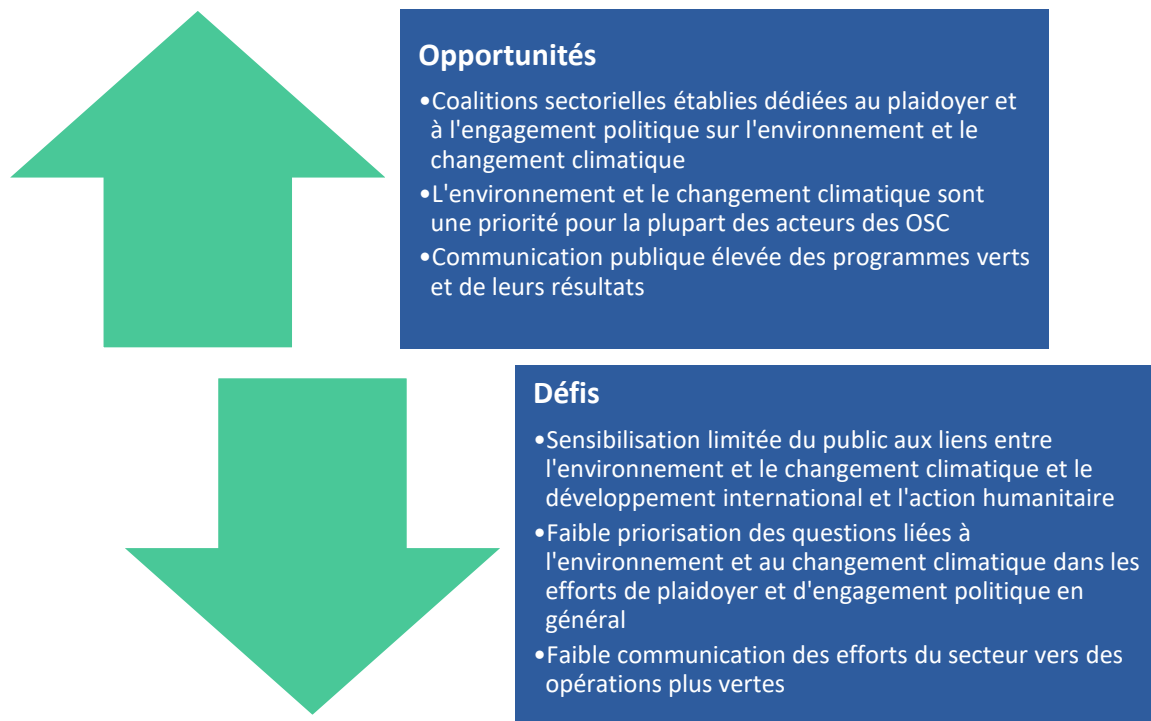 Opportunités
•Coalitions sectorielles établies dédiées au plaidoyer et
à l'engagement politique sur l'environnement et le
changement climatique
•L'environnement et le changement climatique sont
une priorité pour la plupart des acteurs des OSC
•Communication publique élevée des programmes verts
et de leurs résultats
Défis
•Sensibilisation limitée du public aux liens entre
l'environnement et le changement climatique et le
développement international et l'action humanitaire
•Faible priorisation des questions liées à
l'environnement et au changement climatique dans les
efforts de plaidoyer et d'engagement politique en
général
•Faible communication des efforts du secteur vers des
opérations plus vertes